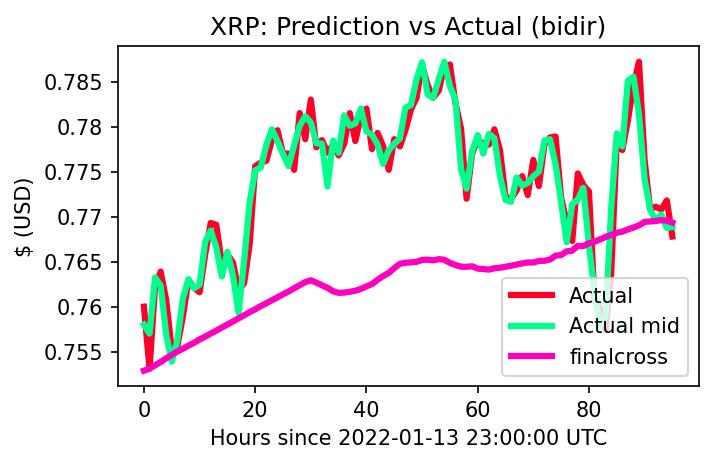 XRP: Prediction vs Actual (bidir)
0.785
0.78
0.775
0.77
0.765
0.76
0.755
$ (USD)
Actual
Actual mid
finalcross
0 20 40 60 80
Hours since 2022-01-13 23:00:00 UTC